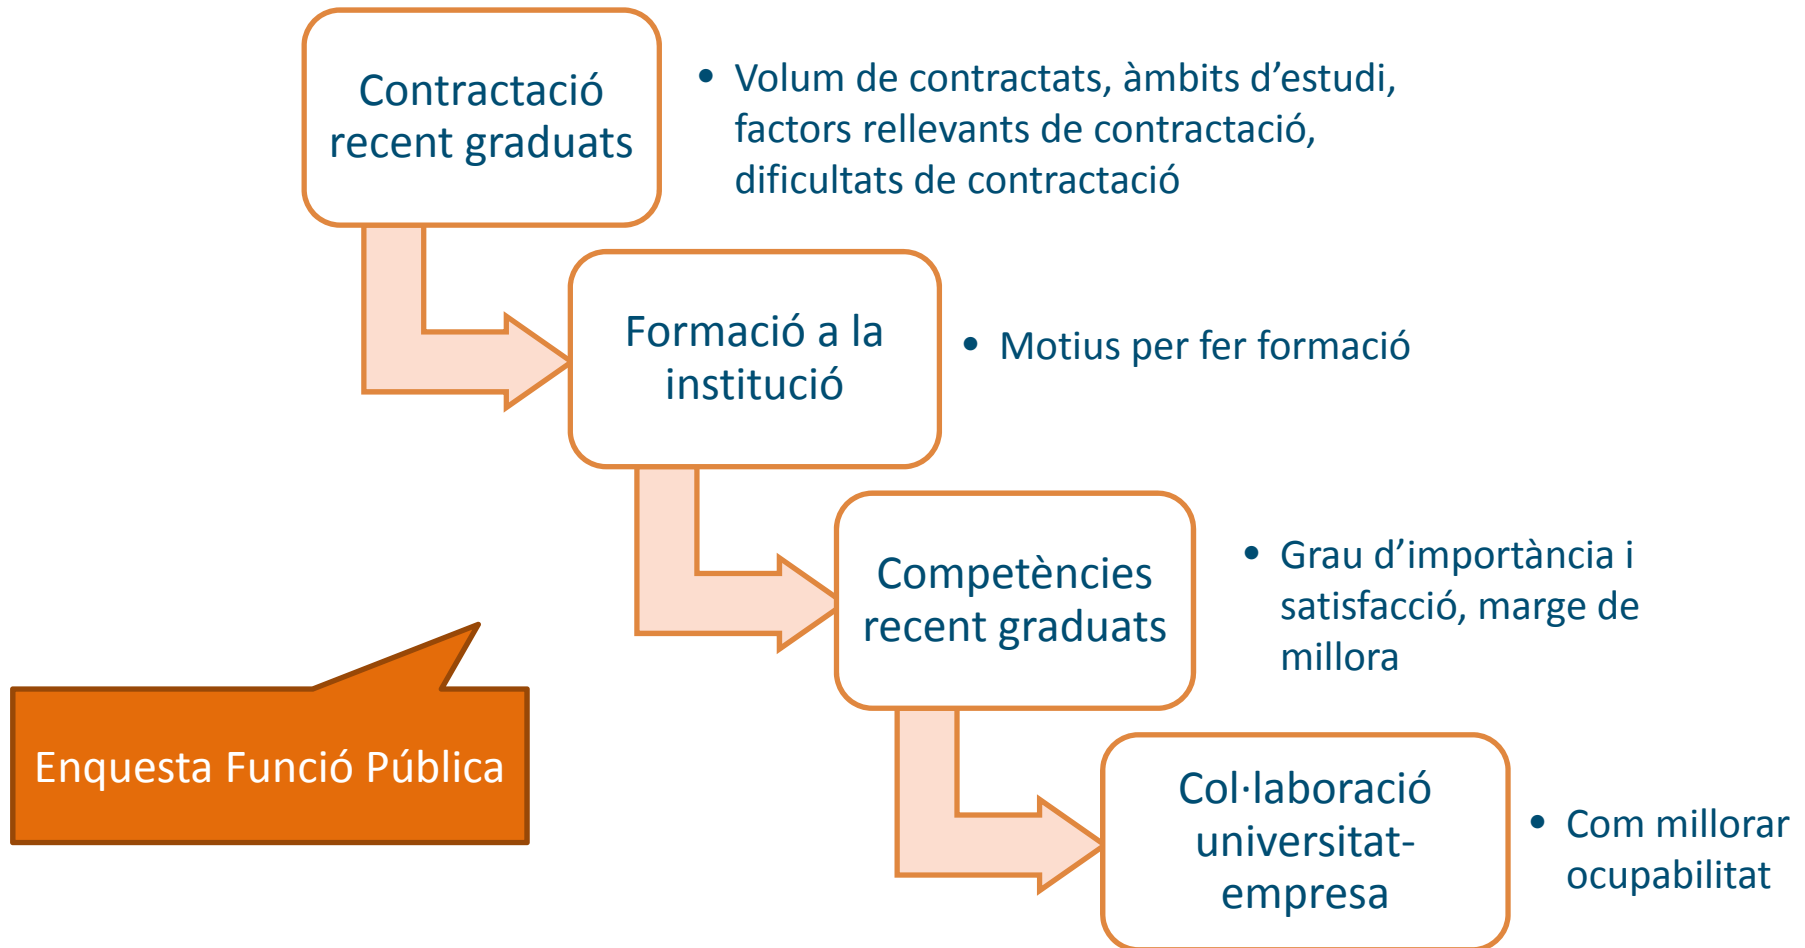 Contractació
recent graduats
• Volum de contractats, àmbits d’estudi,
factors rellevants de contractació,
dificultats de contractació
Formació a la
institució
• Motius per fer formació
Competències
recent graduats
• Grau d’importància i
satisfacció, marge de
millora
Enquesta Funció Pública
Col·laboració
universitat-
empresa
• Com millorar
ocupabilitat